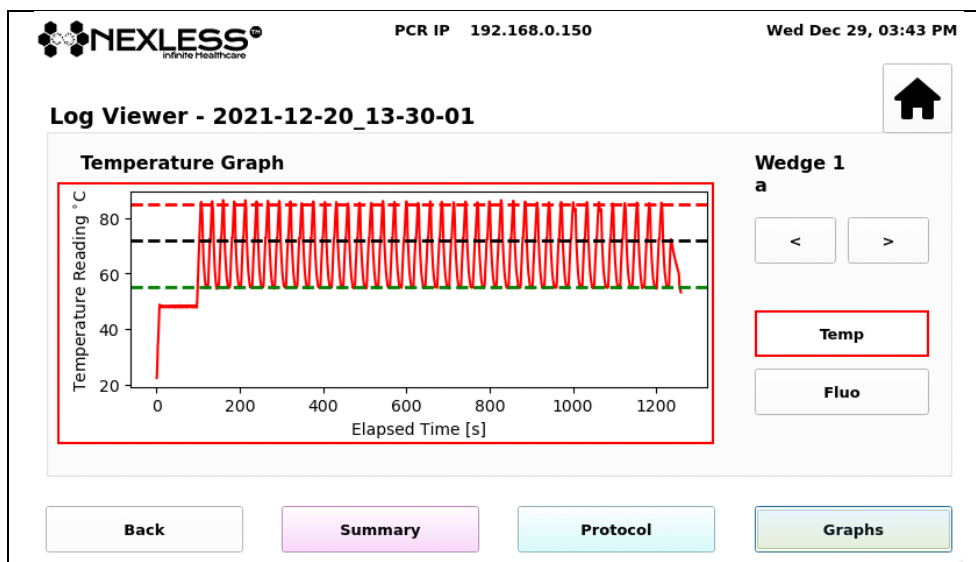 NEXLESS®™
Infinite Healthcare
PCR IP 192.168.0.150
Wed Dec 29, 03:43 PM
Log Viewer - 2021-12-20_13-30-01
Temperature Graph
Wedge 1
a
Temperature Reading °C
80
60
40
20
0 200 400 600 800 1000 1200
Elapsed Time [s]
< >
Temp
Fluo
Back Summary Protocol Graphs